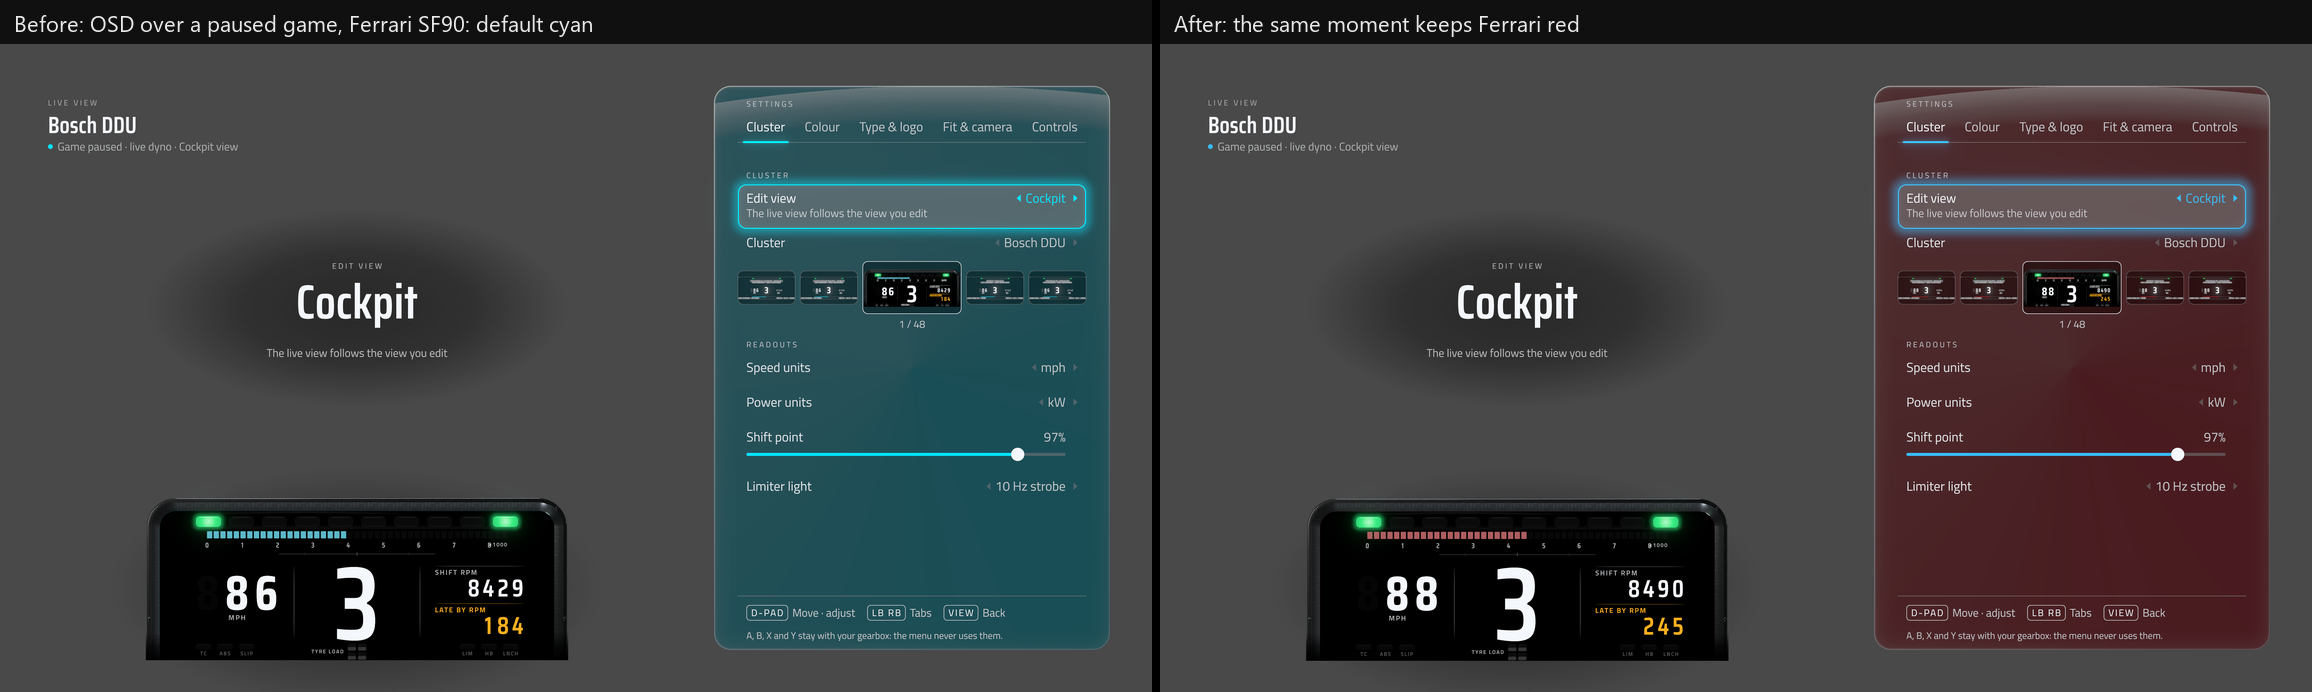 Before: OSD over a paused game, Ferrari SF90: default cyan
LIVE VIEW
Bosch DDU
Game paused · live dyno · Cockpit view
EDIT VIEW
Cockpit
The live view follows the view you edit
0 1 2 3 4 5 6 7 8 x1000
86
MPH
3
SHIFT RPM
8429
LATE BY RPM
184
TC ABS SLIP
TYRE LOAD
LIM HB LNCH
SETTINGS
Cluster Colour Type & logo Fit & camera Controls
CLUSTER
Edit view Cockpit
The live view follows the view you edit
Cluster Bosch DDU
86 3 8429
184
1 / 48
READOUTS
Speed units mph
Power units kW
Shift point 97%
Limiter light 10 Hz strobe
D-PAD Move · adjust LB RB Tabs VIEW Back
A, B, X and Y stay with your gearbox: the menu never uses them.
After: the same moment keeps Ferrari red
LIVE VIEW
Bosch DDU
Game paused · live dyno · Cockpit view
EDIT VIEW
Cockpit
The live view follows the view you edit
0 1 2 3 4 5 6 7 8 x1000
88
MPH
3
SHIFT RPM
8490
LATE BY RPM
245
TC ABS SLIP
TYRE LOAD
LIM HB LNCH
SETTINGS
Cluster Colour Type & logo Fit & camera Controls
CLUSTER
Edit view Cockpit
The live view follows the view you edit
Cluster Bosch DDU
88 3 8490
245
1 / 48
READOUTS
Speed units mph
Power units kW
Shift point 97%
Limiter light 10 Hz strobe
D-PAD Move · adjust LB RB Tabs VIEW Back
A, B, X and Y stay with your gearbox: the menu never uses them.